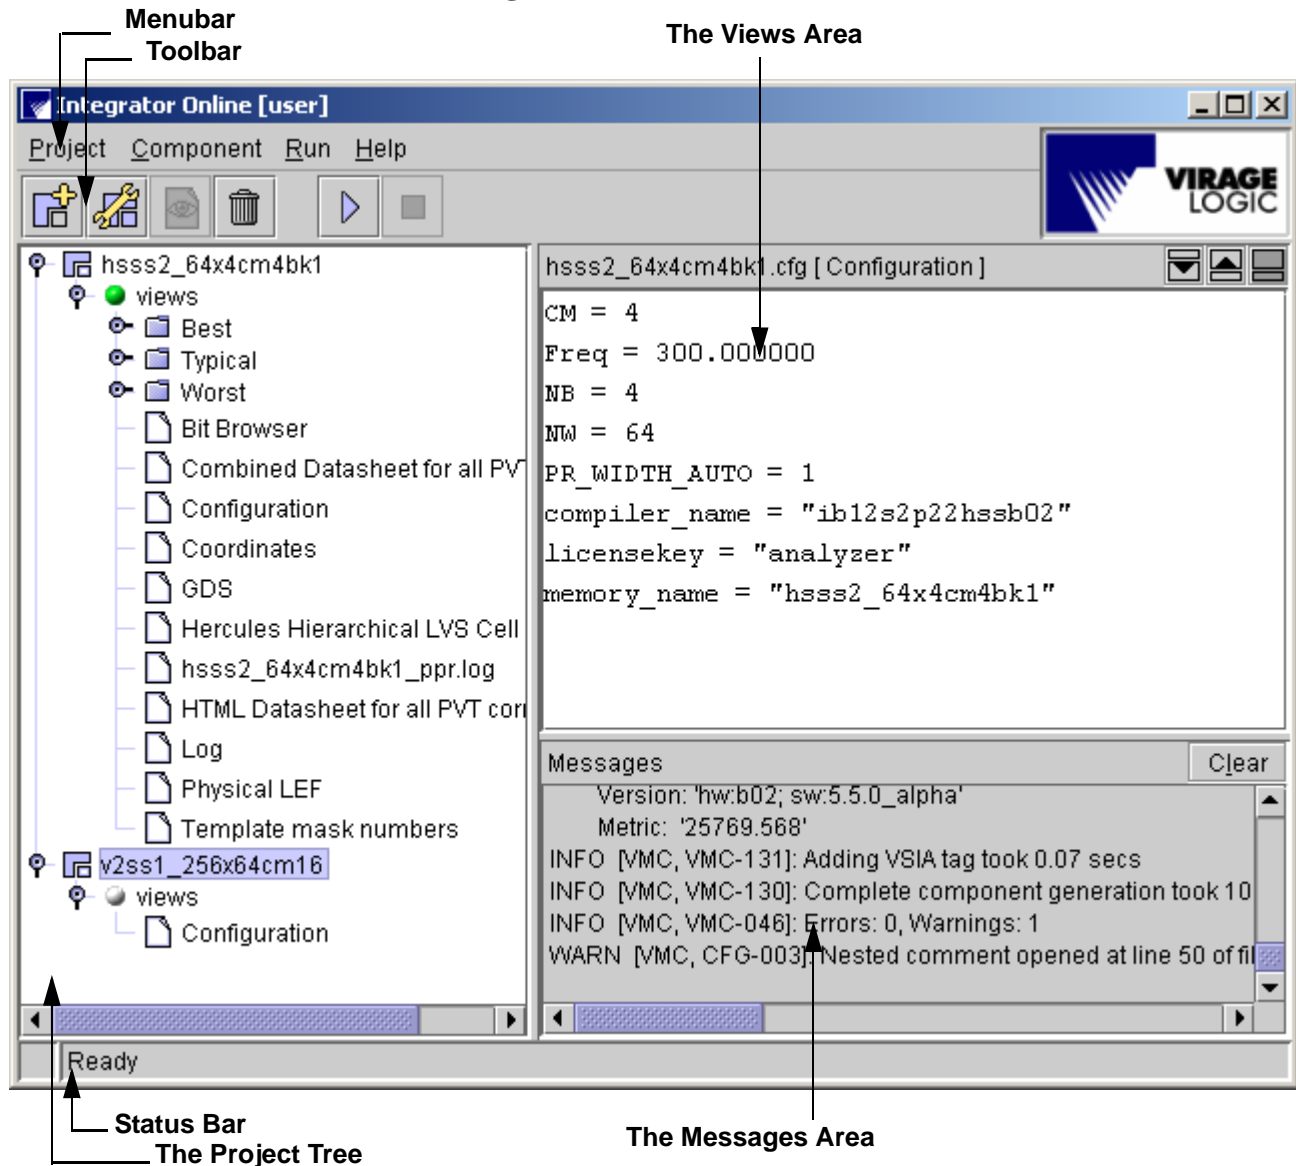 Menubar
Toolbar
The Views Area
Integrator Online [user]
Project Component Run Help
VIRAGE
LOGIC
hsss2_64x4cm4bk1
views
Best
Typical
Worst
Bit Browser
Combined Datasheet for all PVT
Configuration
Coordinates
GDS
Hercules Hierarchical LVS Cell
hsss2_64x4cm4bk1_ppr.log
HTML Datasheet for all PVT corn
Log
Physical LEF
Template mask numbers
v2ss1_256x64cm16
views
Configuration
hsss2_64x4cm4bk1.cfg [ Configuration ]
CM = 4
Freq = 300.000000
NB = 4
NW = 64
PR_WIDTH_AUTO = 1
compiler_name = "ib12s2p22hssb02"
licensekey = "analyzer"
memory_name = "hsss2_64x4cm4bk1"
Messages Clear
Version: 'hw:b02; sw:5.5.0_alpha'
Metric: '25769.568'
INFO [VMC, VMC-131]: Adding VSIA tag took 0.07 secs
INFO [VMC, VMC-130]: Complete component generation took 10
INFO [VMC, VMC-046]: Errors: 0, Warnings: 1
WARN [VMC, CFG-003]: Nested comment opened at line 50 of fil
Ready
Status Bar
The Project Tree
The Messages Area